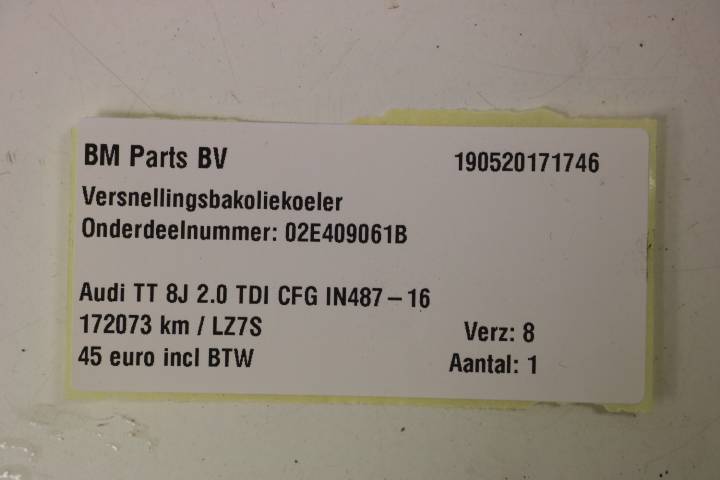 BM Parts BV 190520171746
Versnellingsbakoliekoeler
Onderdeelnummer: 02E409061B
Audi TT 8J 2.0 TDI CFG IN487-16
172073 km / LZ7S Verz: 8
45 euro incl BTW Aantal: 1